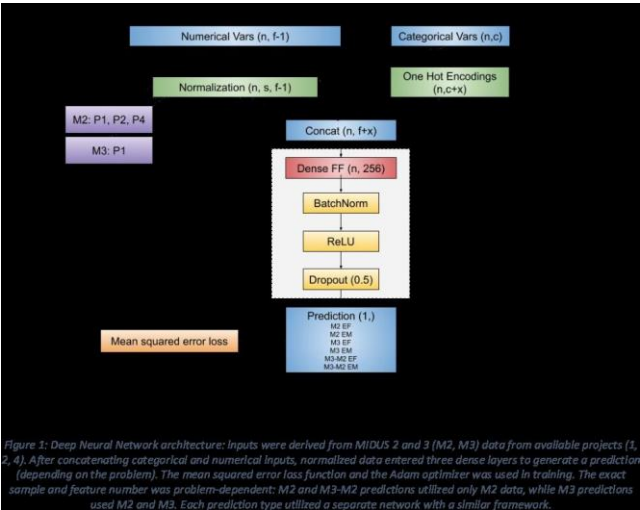 Numerical Vars (n, f-1)
Categorical Vars (n,c)
Normalization (n, s, f-1)
One Hot Encodings
(n,c+x)
M2: P1, P2, P4
M3: P1
Concat (n, f+x)
Dense FF (n, 256)
BatchNorm
ReLU
Dropout (0.5)
Prediction (1,)
M2 EF
M2 EM
M3 EF
M3 EM
M3-M2 EF
M3-M2 EM
Mean squared error loss
Figure 1: Deep Neural Network architecture: Inputs were derived from MIDUS 2 and 3 (M2, M3) data from available projects (1,
2, 4). After concatenating categorical and numerical inputs, normalized data entered three dense layers to generate a prediction
(depending on the problem). The mean squared error loss function and the Adam optimizer was used in training. The exact
sample and feature number was problem-dependent: M2 and M3-M2 predictions utilized only M2 data, while M3 predictions
used M2 and M3. Each prediction type utilized a separate network with a similar framework.